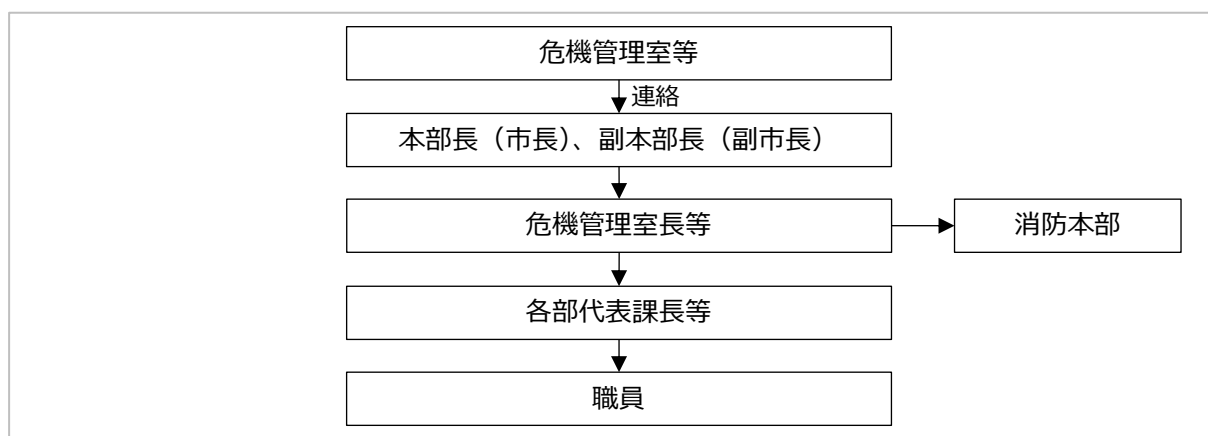 危機管理室等
連絡
本部長（市長）、副本部長（副市長）
危機管理室長等
消防本部
各部代表課長等
職員